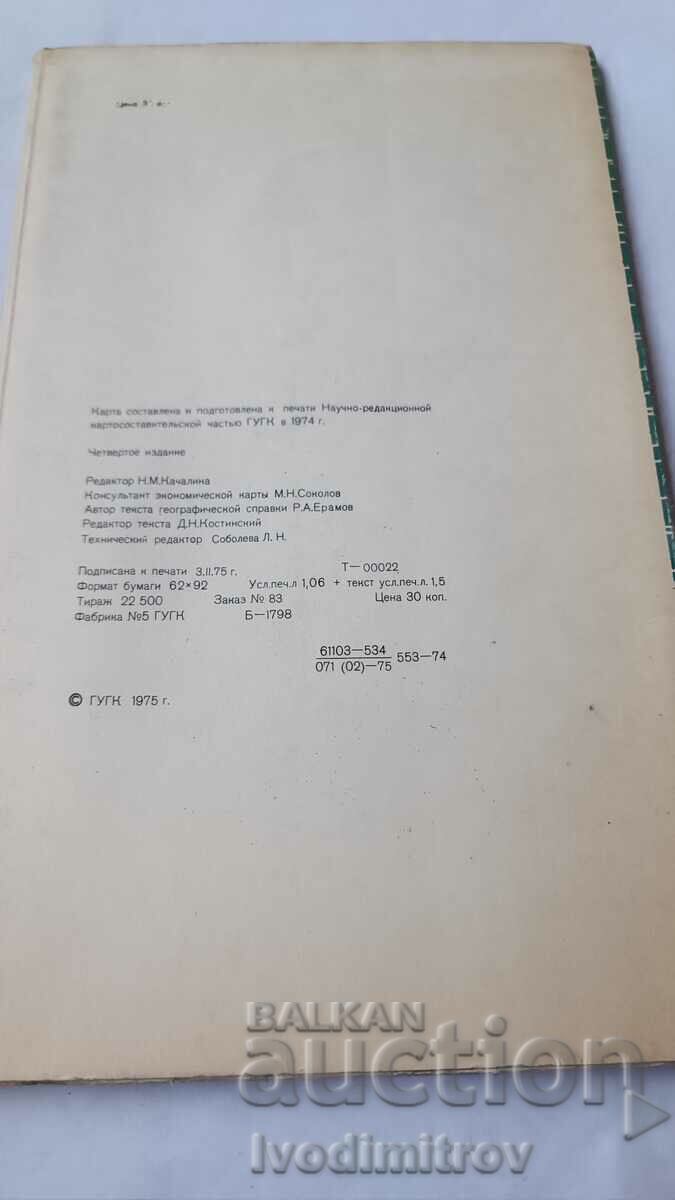 Цена
Карта составлена и подготовлена к печати Научно-редакционной
картосоставительской частью ГУГК в 1974 г.
Четвертое издание
Редактор Н.М.Качалина
Консультант экономической карты М.Н.Соколов
Автор текста географической справки Р.А.Ерамов
Редактор текста Д.Н.Костинский
Технический редактор Соболева Л. Н.
Подписана к печати 3.II.75 г. Т—00022
Формат бумаги 62×92 Усл.печ.л 1,06 + текст усл.печ.л. 1,5
Тираж 22 500 Заказ № 83 Цена 30 коп.
Фабрика №5 ГУГК Б—1798
61103—534
071 (02)—75 553—74
© ГУГК 1975 г.
BALKAN
auction
Ivodimitrov